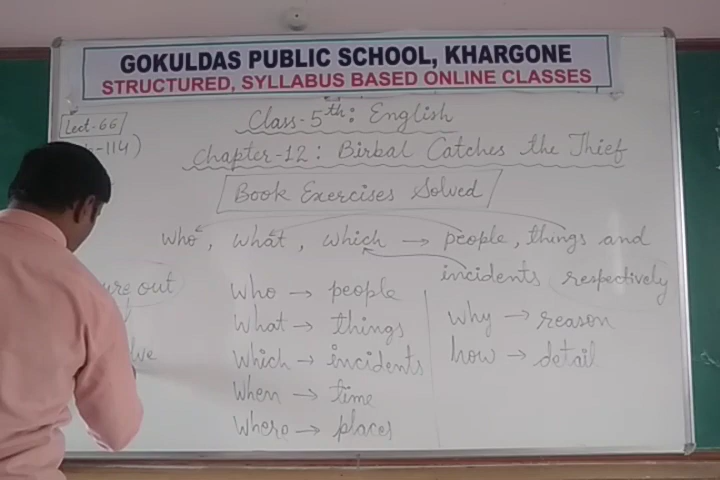 GOKULDAS PUBLIC SCHOOL, KHARGONE
STRUCTURED, SYLLABUS BASED ONLINE CLASSES
Lect-66
-114)
Class-5th: English
Chapter-12: Birbal Catches the Thief
Book Exercises Solved
who, what, which → people, things and
incidents respectively
out
Who → people
What → things
Which → incidents
When → time
Where → places
Why → reason
how → detail